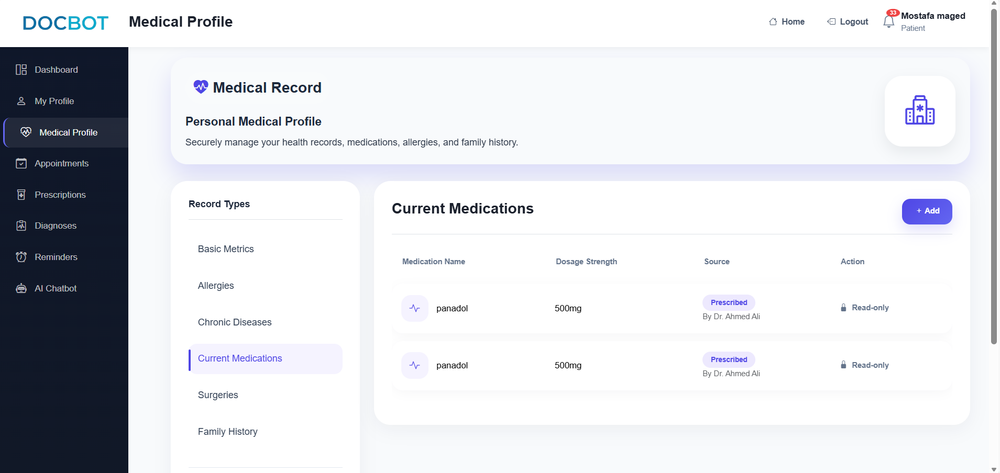 DOCBOT
Medical Profile
Home
Logout
33
Mostafa maged
Patient
Dashboard
My Profile
Medical Profile
Appointments
Prescriptions
Diagnoses
Reminders
AI Chatbot
Medical Record
Personal Medical Profile
Securely manage your health records, medications, allergies, and family history.
Record Types
Basic Metrics
Allergies
Chronic Diseases
Current Medications
Surgeries
Family History
Current Medications
+ Add
Medication Name Dosage Strength Source Action
panadol 500mg Prescribed Read-only
By Dr. Ahmed Ali
panadol 500mg Prescribed Read-only
By Dr. Ahmed Ali